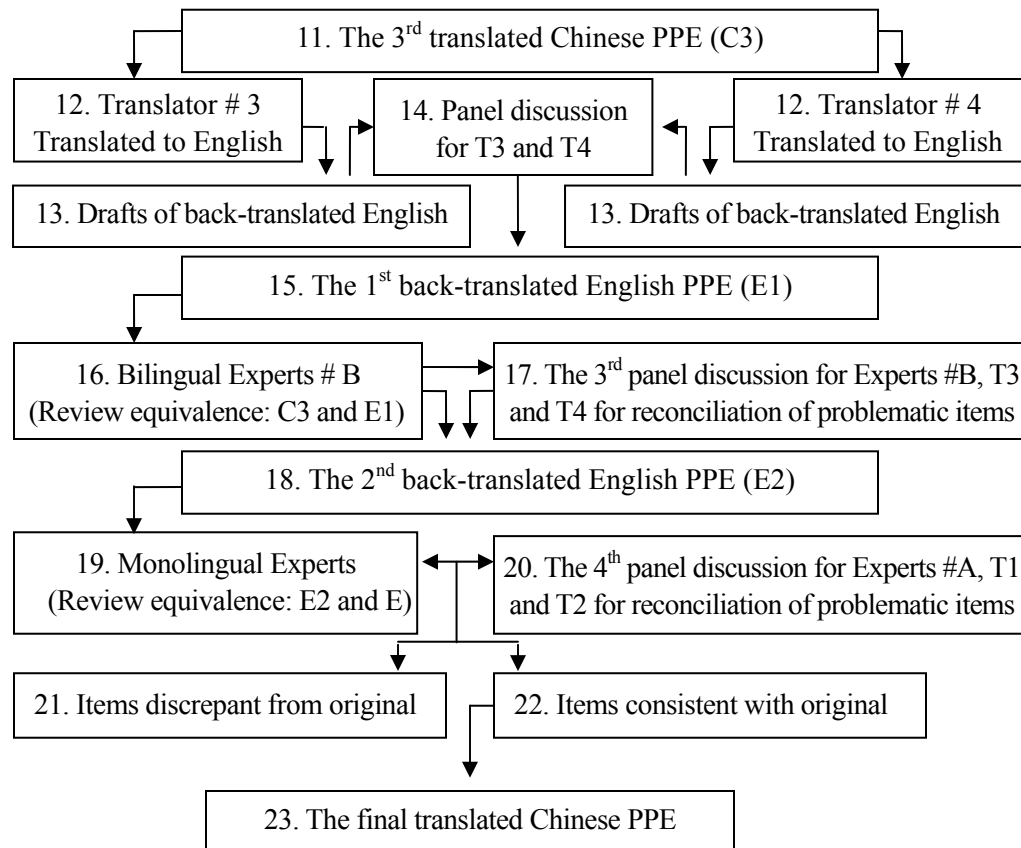 11. The 3rd translated Chinese PPE (C3)
12. Translator # 3
Translated to English
14. Panel discussion
for T3 and T4
12. Translator # 4
Translated to English
13. Drafts of back-translated English
13. Drafts of back-translated English
15. The 1st back-translated English PPE (E1)
16. Bilingual Experts # B
(Review equivalence: C3 and E1)
17. The 3rd panel discussion for Experts #B, T3
and T4 for reconciliation of problematic items
18. The 2nd back-translated English PPE (E2)
19. Monolingual Experts
(Review equivalence: E2 and E)
20. The 4th panel discussion for Experts #A, T1
and T2 for reconciliation of problematic items
21. Items discrepant from original
22. Items consistent with original
23. The final translated Chinese PPE